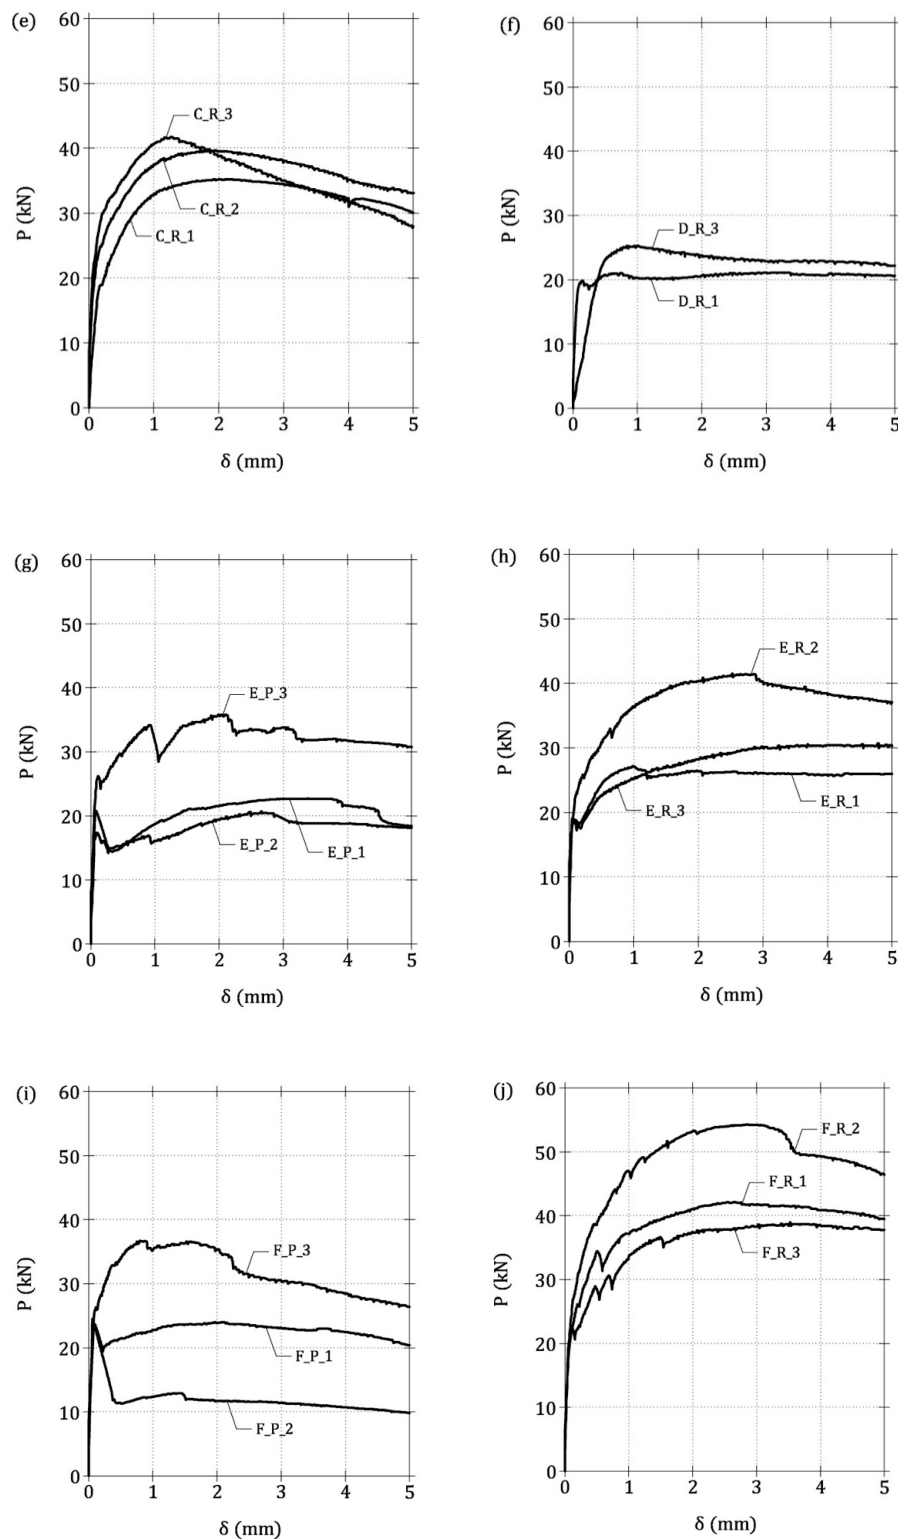 (e)
60
50
40
30
20
10
0
P (kN)
C_R_3
C_R_2
C_R_1
0 1 2 3 4 5
δ (mm)
(f)
60
50
40
30
20
10
0
P (kN)
D_R_3
D_R_1
0 1 2 3 4 5
δ (mm)
(g)
60
50
40
30
20
10
0
P (kN)
E_P_3
E_P_2
E_P_1
0 1 2 3 4 5
δ (mm)
(h)
60
50
40
30
20
10
0
P (kN)
E_R_2
E_R_3
E_R_1
0 1 2 3 4 5
δ (mm)
(i)
60
50
40
30
20
10
0
P (kN)
F_P_3
F_P_1
F_P_2
0 1 2 3 4 5
δ (mm)
(j)
60
50
40
30
20
10
0
P (kN)
F_R_2
F_R_1
F_R_3
0 1 2 3 4 5
δ (mm)